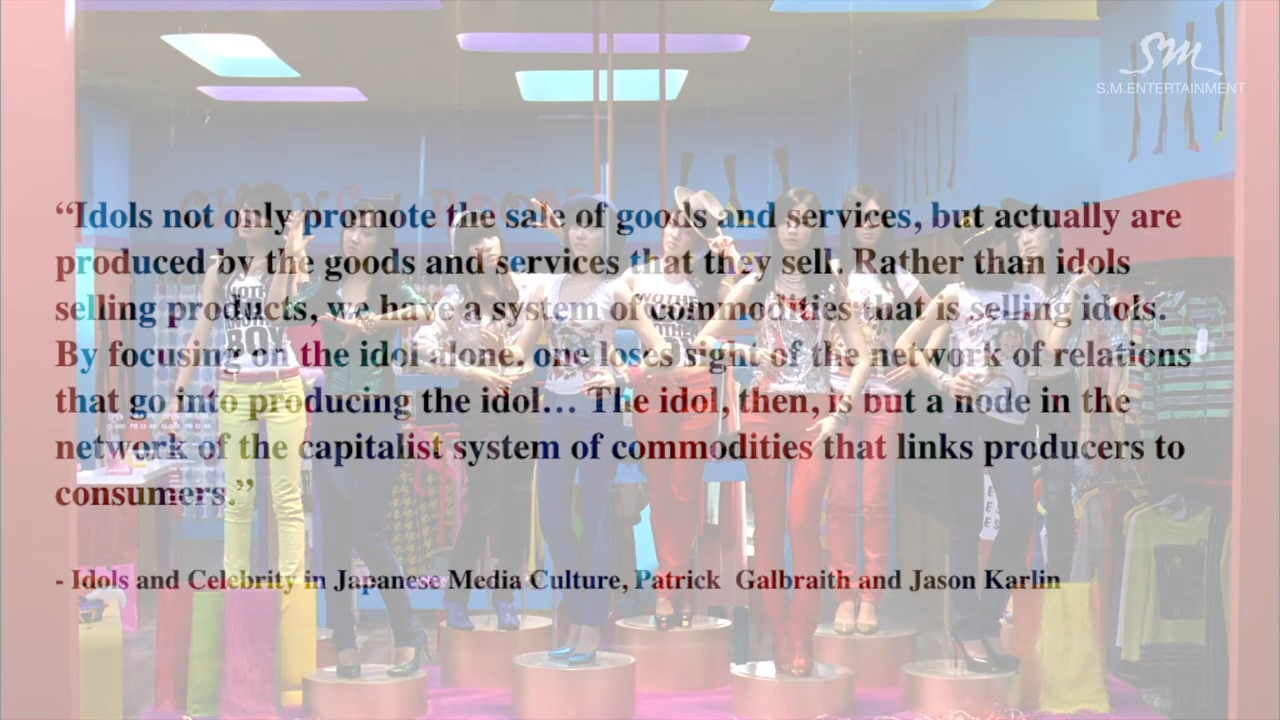 SM
S.M.ENTERTAINMENT
“Idols not only promote the sale of goods and services, but actually are
produced by the goods and services that they sell. Rather than idols
selling products, we have a system of commodities that is selling idols.
By focusing on the idol alone, one loses sight of the network of relations
that go into producing the idol… The idol, then, is but a node in the
network of the capitalist system of commodities that links producers to
consumers.”
- Idols and Celebrity in Japanese Media Culture, Patrick  Galbraith and Jason Karlin